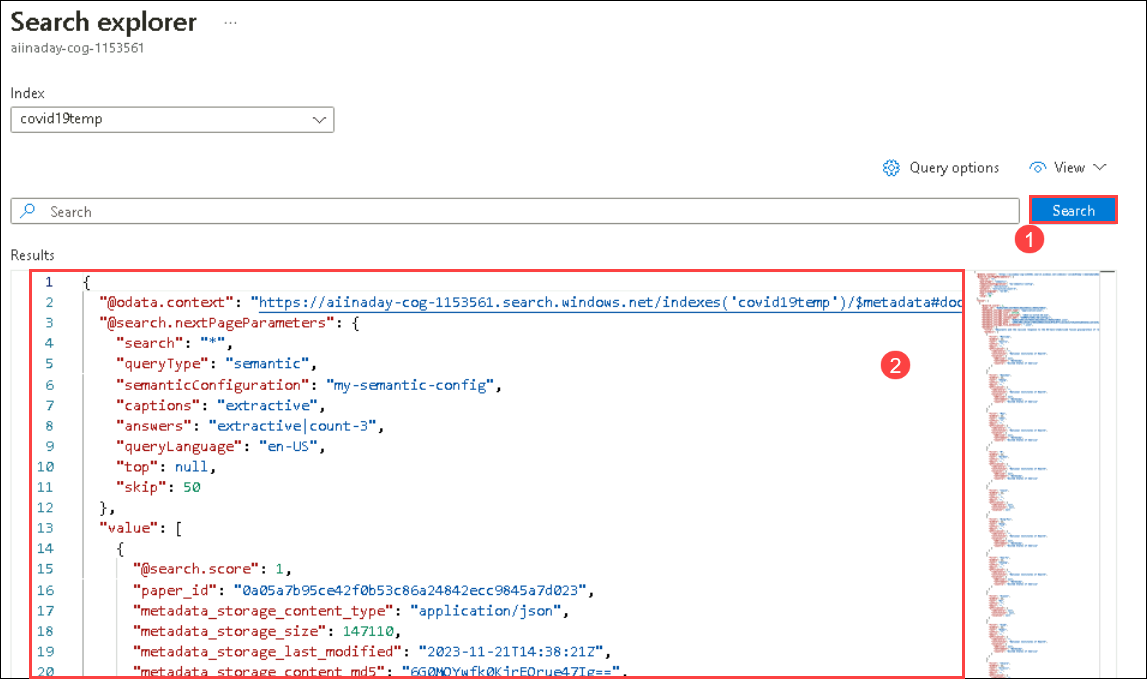 Search explorer ...
aiinaday-cog-1153561
Index
covid19temp
Query options View
Search Search
1
Results
1 {
2 "@odata.context": "https://aiinaday-cog-1153561.search.windows.net/indexes('covid19temp')/$metadata#doc
3 "@search.nextPageParameters": {
4 "search": "*",
5 "queryType": "semantic",
2
6 "semanticConfiguration": "my-semantic-config",
7 "captions": "extractive",
8 "answers": "extractive|count-3",
9 "queryLanguage": "en-US",
10 "top": null,
11 "skip": 50
12 },
13 "value": [
14 {
15 "@search.score": 1,
16 "paper_id": "0a05a7b95ce42f0b53c86a24842ecc9845a7d023",
17 "metadata_storage_content_type": "application/json",
18 "metadata_storage_size": 147110,
19 "metadata_storage_last_modified": "2023-11-21T14:38:21Z",
20 "metadata_storage_content_md5":